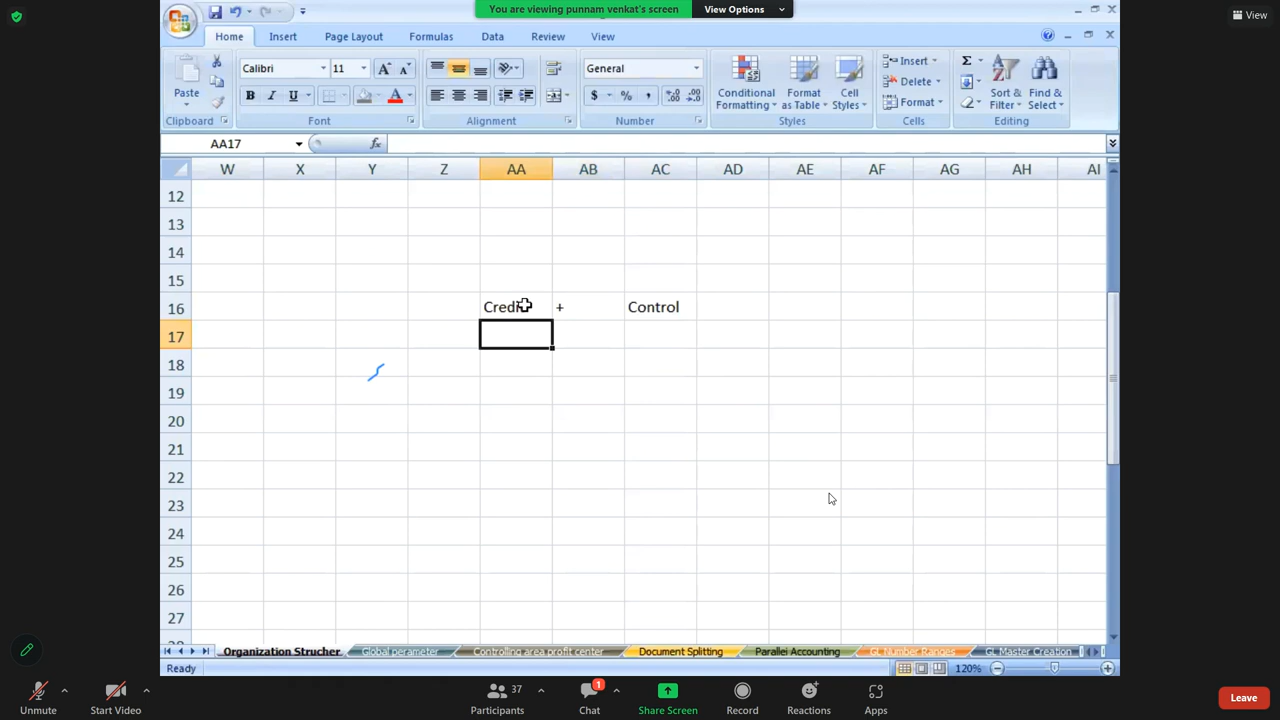 You are viewing punnam venkat's screen
View Options
View
Home Insert Page Layout Formulas Data Review View
Paste
Calibri 11
General
B I U
$ % ,
Conditional Formatting
Format as Table
Cell Styles
Insert
Delete
Format
Σ
Sort & Filter
Find & Select
Clipboard Font Alignment Number Styles Cells Editing
AA17 fx
W X Y Z AA AB AC AD AE AF AG AH AI
12
13
14
15
16 Credit + Control
17
18
19
20
21
22
23
24
25
26
27
Organization Strucher Global perameter Controlling area profit center Document Splitting Parallel Accounting GL Number Ranges GL Master Creation
Ready 120%
Unmute
Start Video
37
Participants
1
Chat
Share Screen
Record
Reactions
Apps
Leave